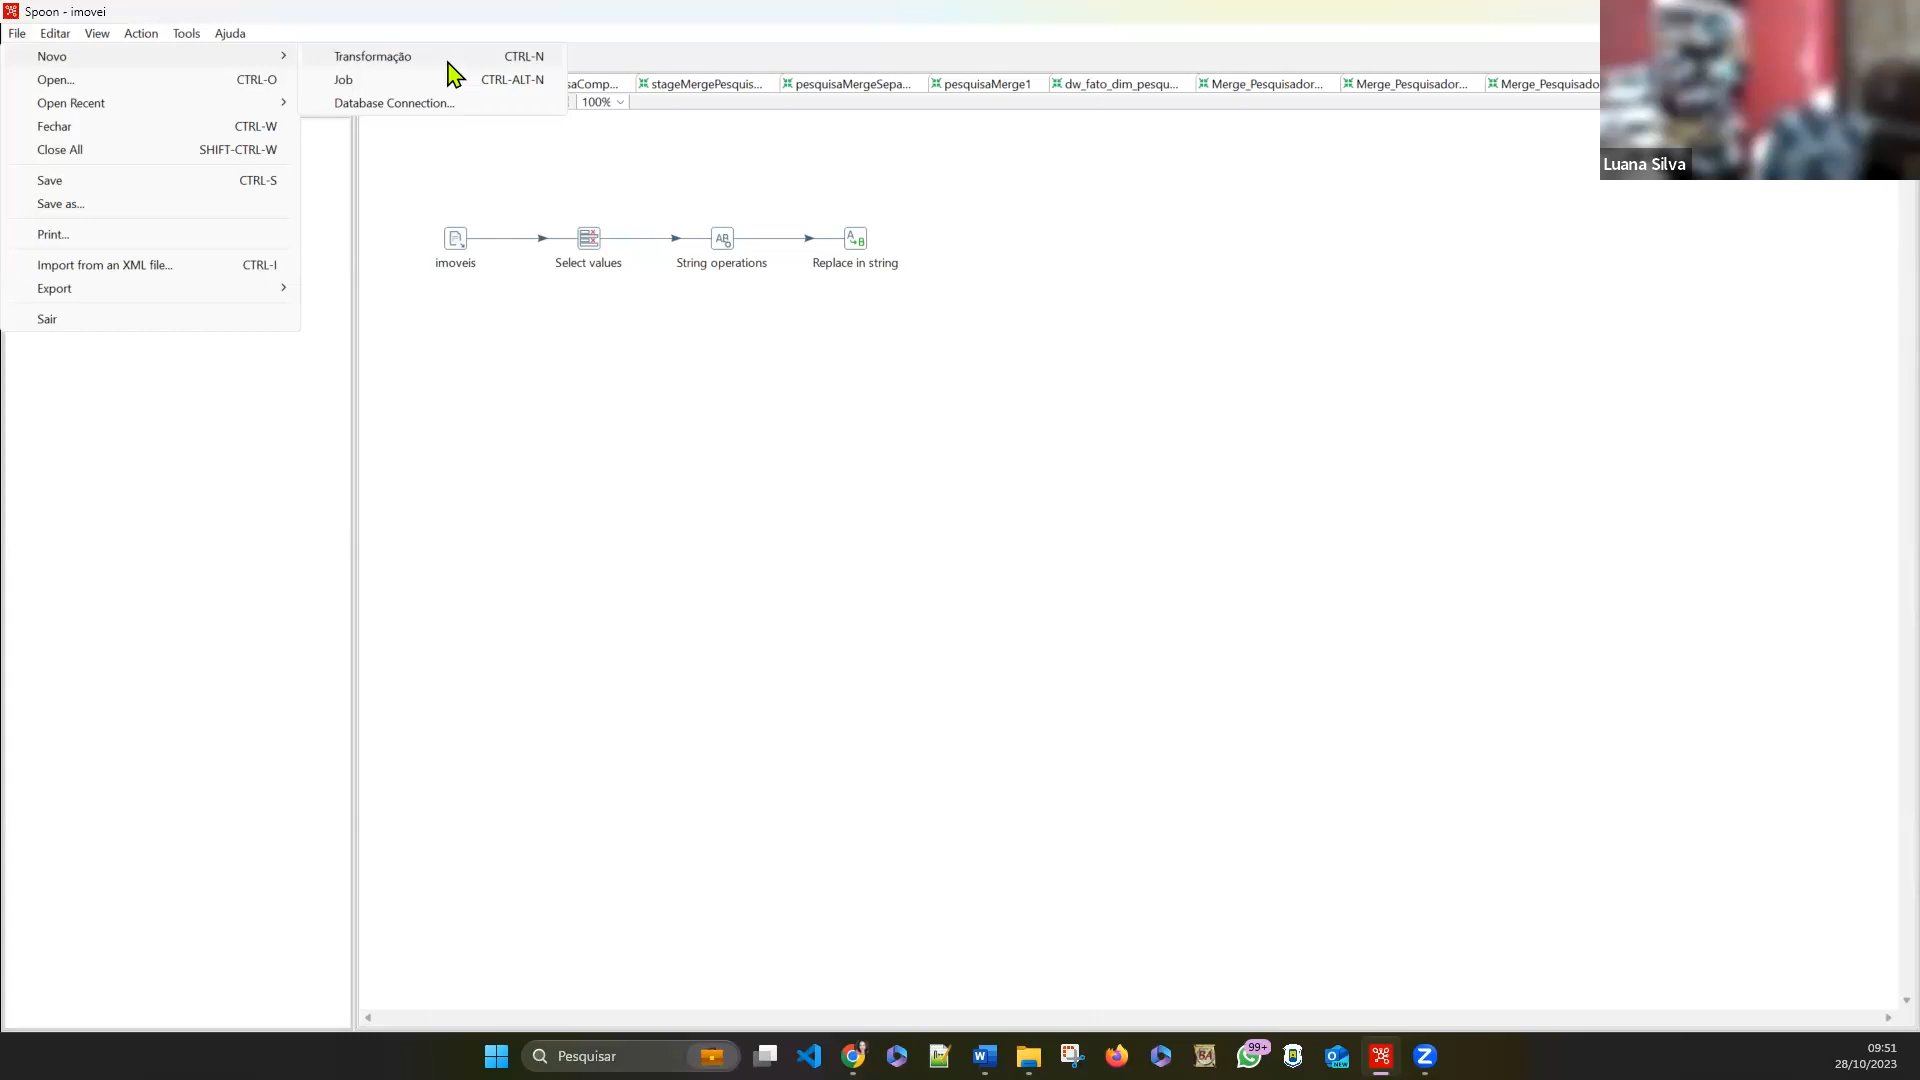 Spoon - imovei
File Editar View Action Tools Ajuda
Novo
Open... CTRL-O
Open Recent
Fechar CTRL-W
Close All SHIFT-CTRL-W
Save CTRL-S
Save as...
Print...
Import from an XML file... CTRL-I
Export
Sair
Transformação CTRL-N
Job CTRL-ALT-N
Database Connection...
saComp... stageMergePesquis... pesquisaMergeSepa... pesquisaMerge1 dw_fato_dim_pesqu... Merge_Pesquisador... Merge_Pesquisador... Merge_Pesquisado
100%
Luana Silva
imoveis Select values String operations Replace in string
Pesquisar
99+
NEW
09:51
28/10/2023